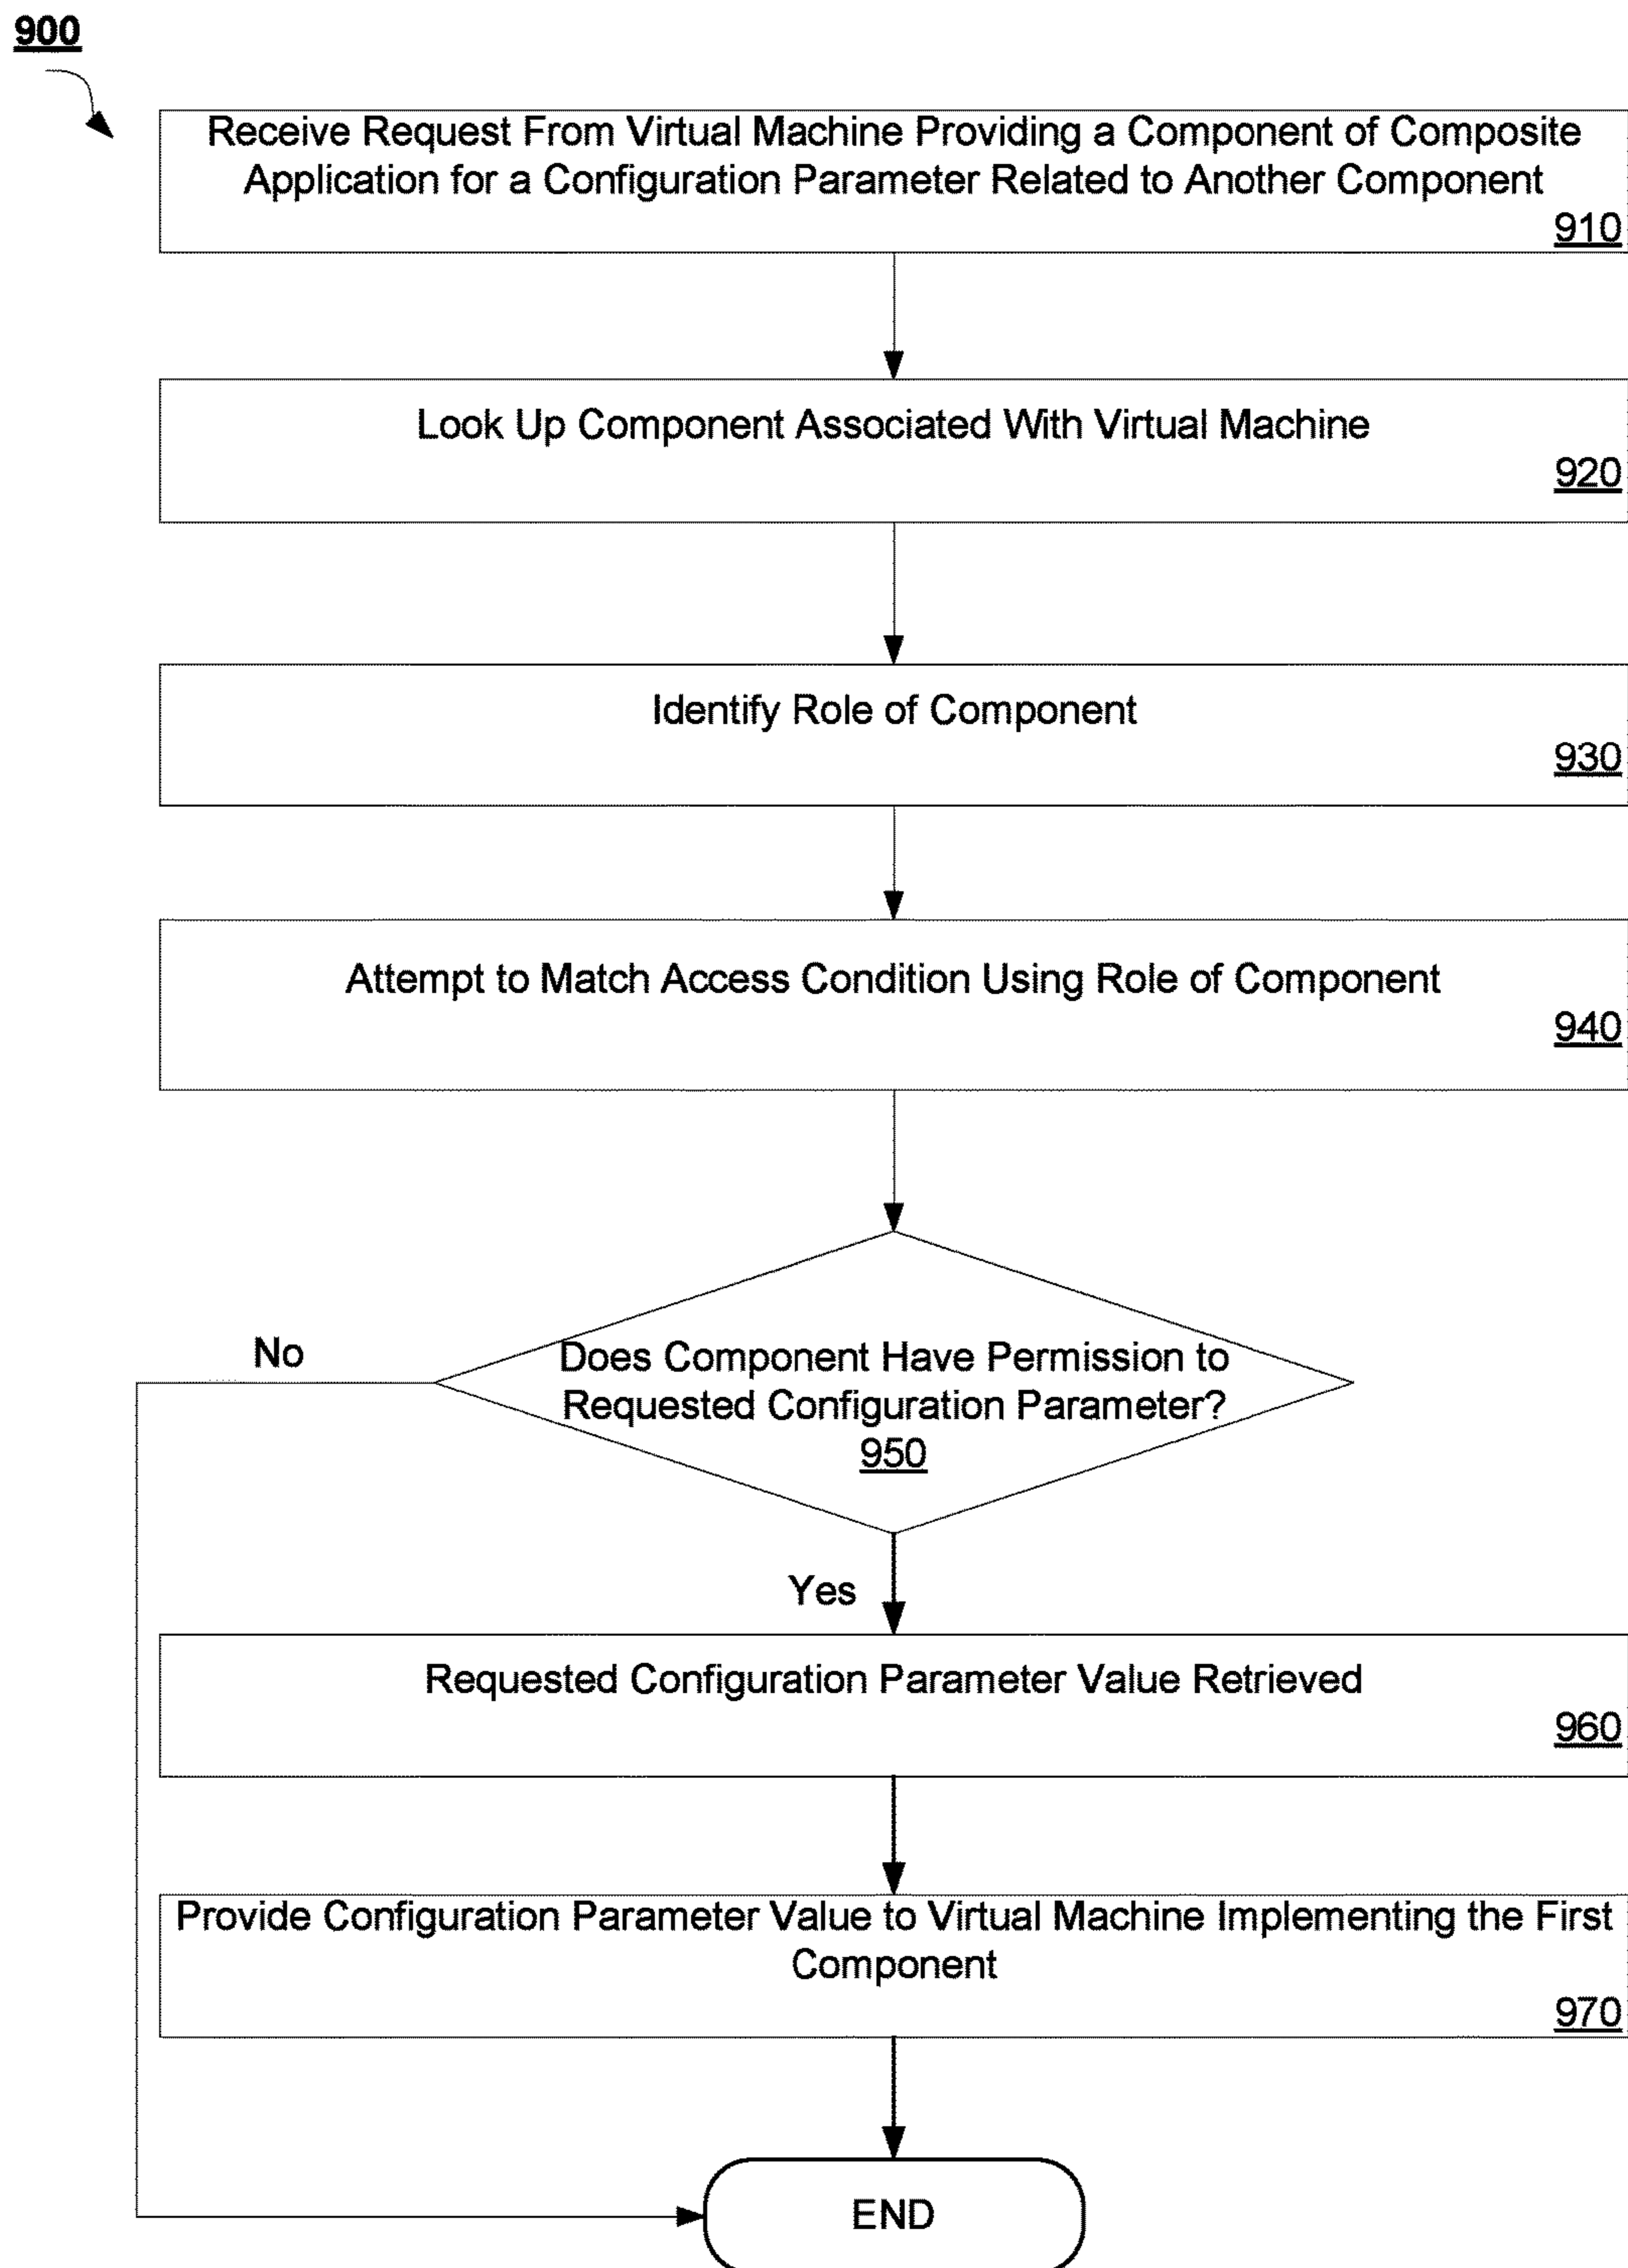 900
Receive Request From Virtual Machine Providing a Component of Composite
Application for a Configuration Parameter Related to Another Component
910
Look Up Component Associated With Virtual Machine
920
Identify Role of Component
930
Attempt to Match Access Condition Using Role of Component
940
No
Does Component Have Permission to
Requested Configuration Parameter?
950
Yes
Requested Configuration Parameter Value Retrieved
960
Provide Configuration Parameter Value to Virtual Machine Implementing the First
Component
970
END